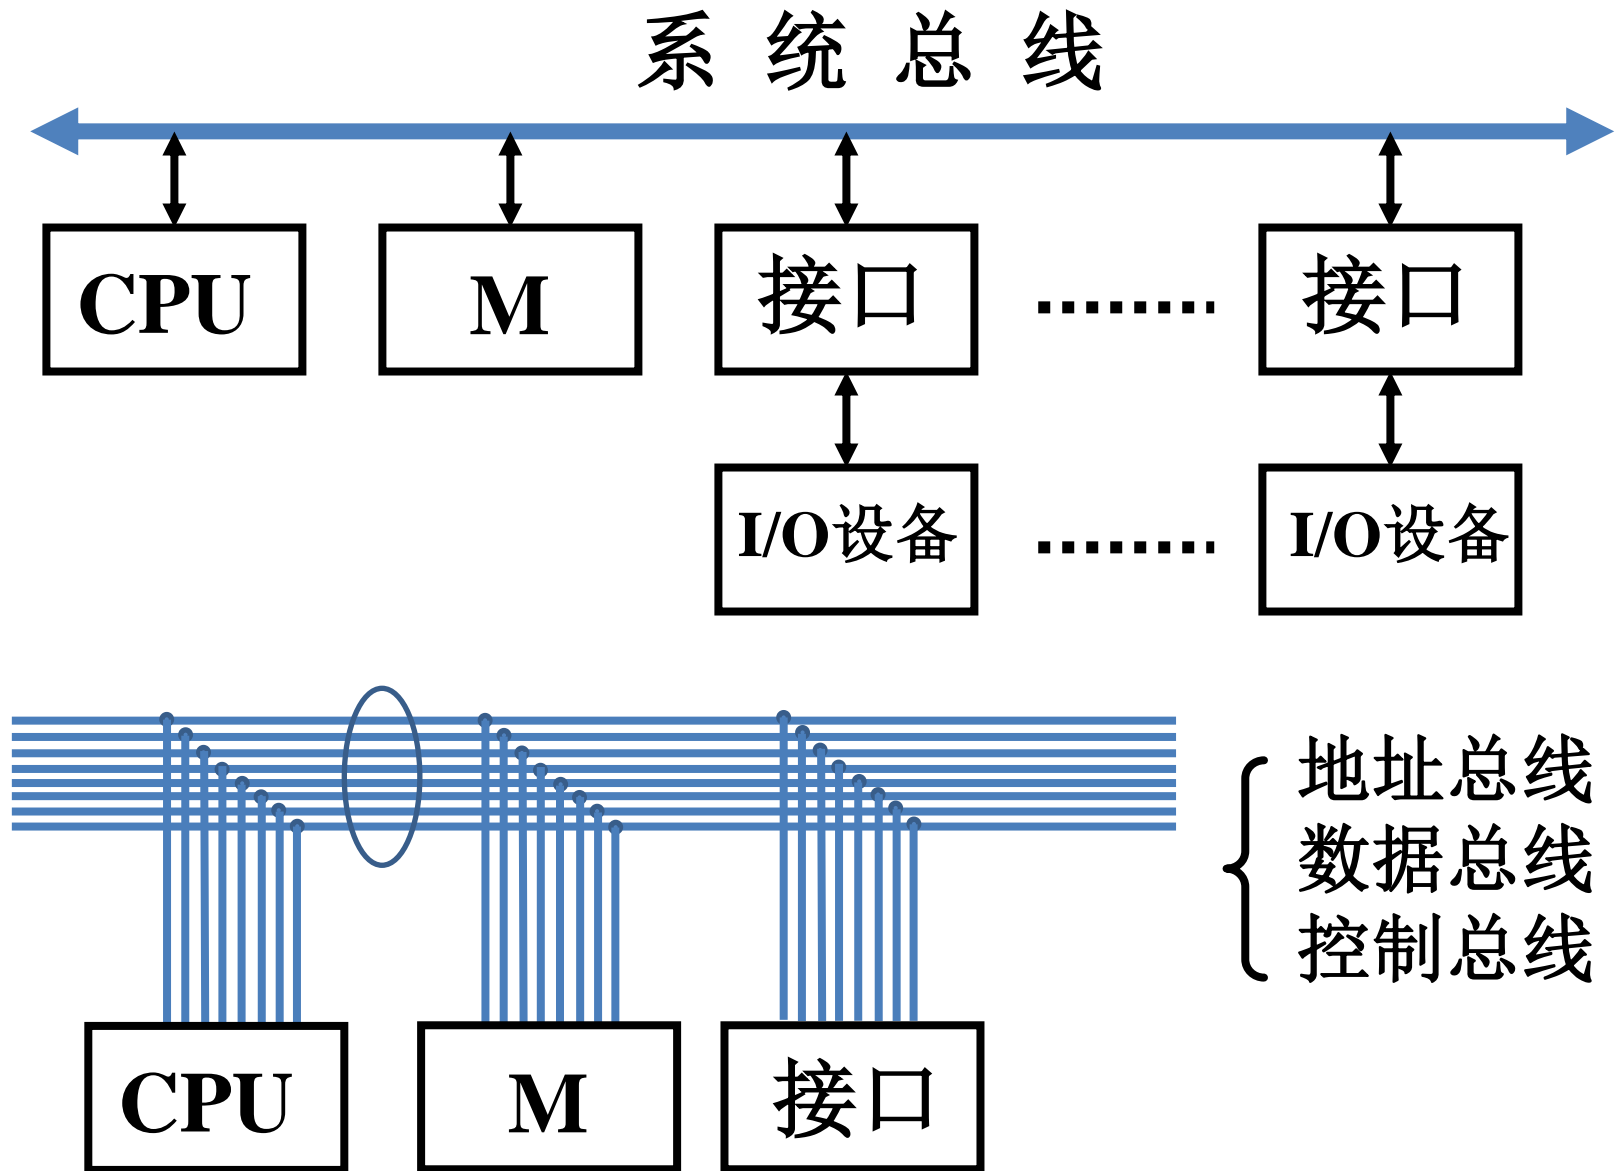 系统总线
CPU M 接口 ........ 接口
I/O设备 ........ I/O设备
地址总线
数据总线
控制总线
CPU M 接口